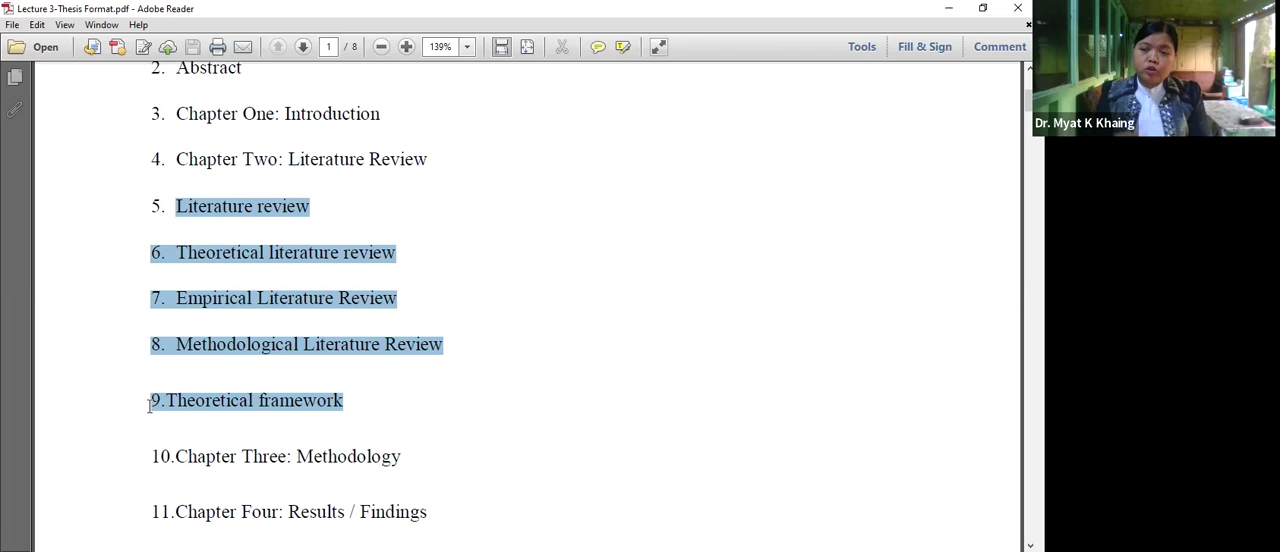 Lecture 3-Thesis Format.pdf - Adobe Reader
File Edit View Window Help
Open 1 / 8 139% Tools Fill & Sign Comment
2. Abstract
3. Chapter One: Introduction
4. Chapter Two: Literature Review
5. Literature review
6. Theoretical literature review
7. Empirical Literature Review
8. Methodological Literature Review
9.Theoretical framework
10.Chapter Three: Methodology
11.Chapter Four: Results / Findings
Dr. Myat K Khaing